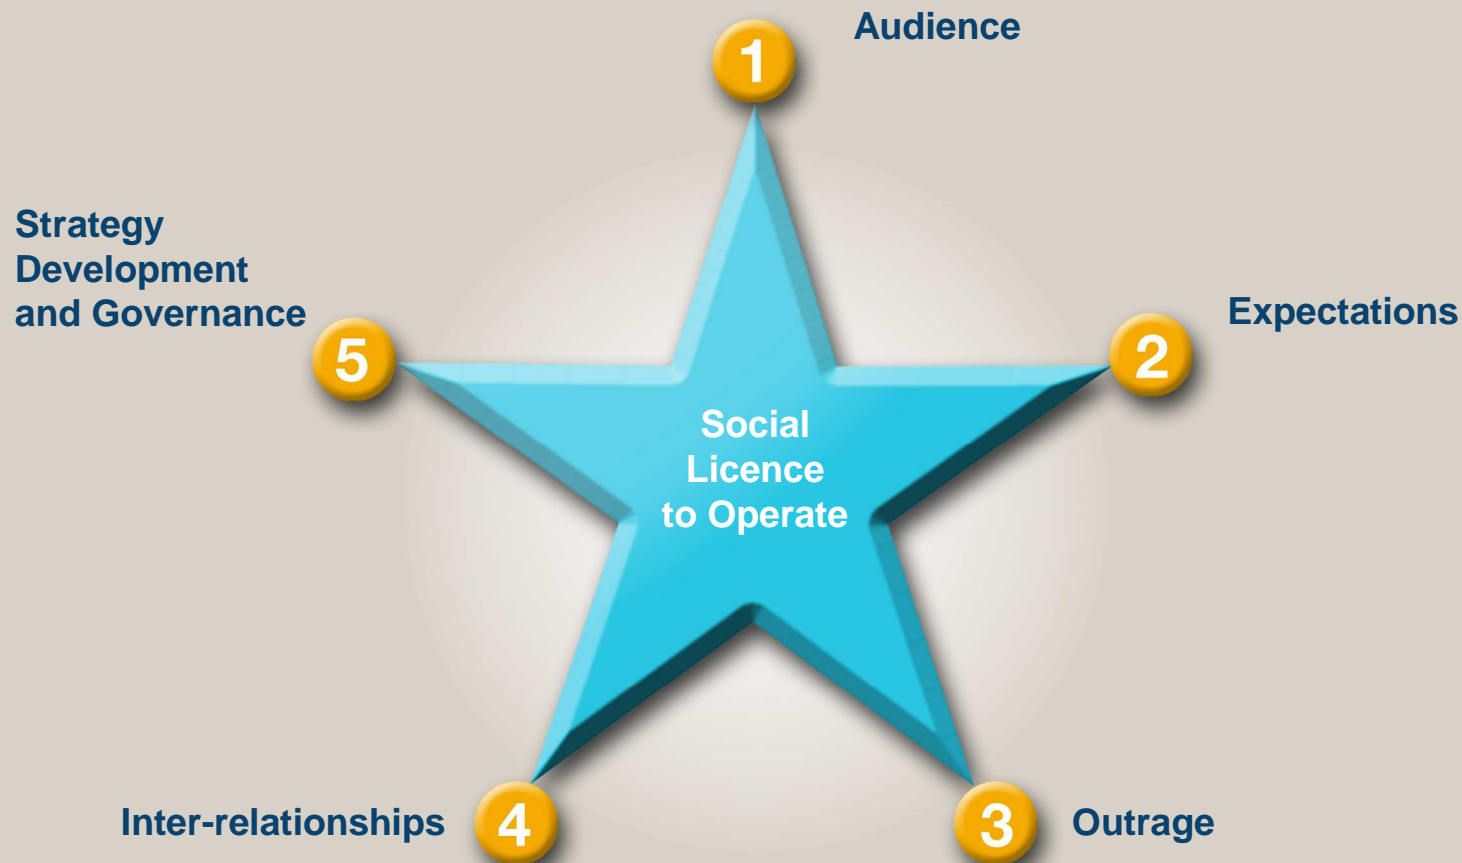 1
Audience
2
Expectations
3
Outrage
4
Inter-relationships
5
Strategy
Development
and Governance
Social
Licence
to Operate